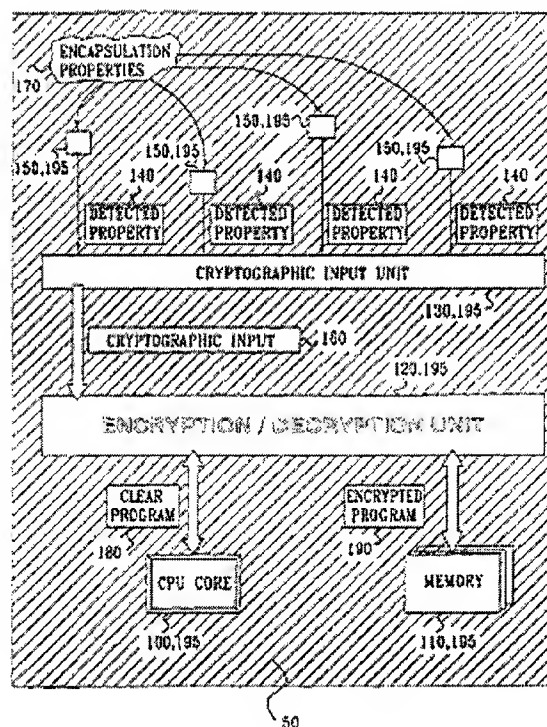 ENCAPSULATION
PROPERTIES
170
150,195
150,195
150,195
150,195
140
140
140
140
DETECTED
PROPERTY
DETECTED
PROPERTY
DETECTED
PROPERTY
DETECTED
PROPERTY
CRYPTOGRAPHIC INPUT UNIT
130,195
CRYPTOGRAPHIC INPUT
160
120,195
ENCRYPTION / DECRYPTION UNIT
CLEAR
PROGRAM
180
ENCRYPTED
PROGRAM
190
CPU CORE
MEMORY
100,195
110,195
50